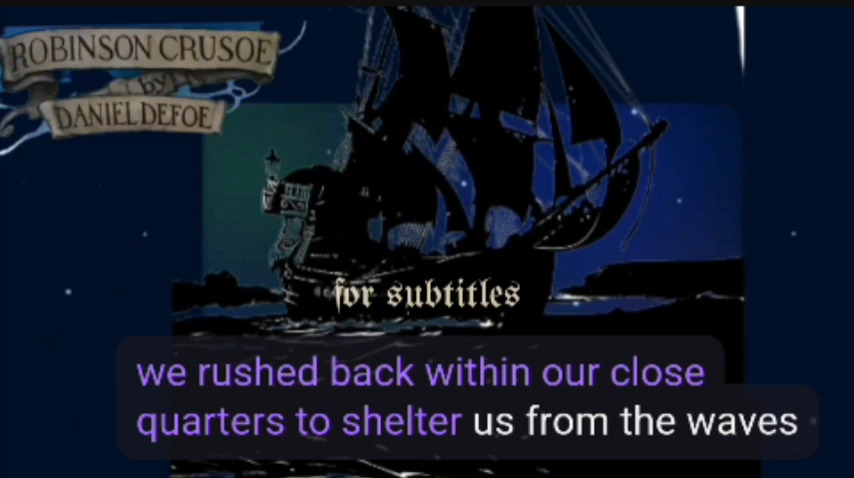 ROBINSON CRUSOE
by
DANIEL DEFOE
for subtitles
we rushed back within our close
quarters to shelter us from the waves